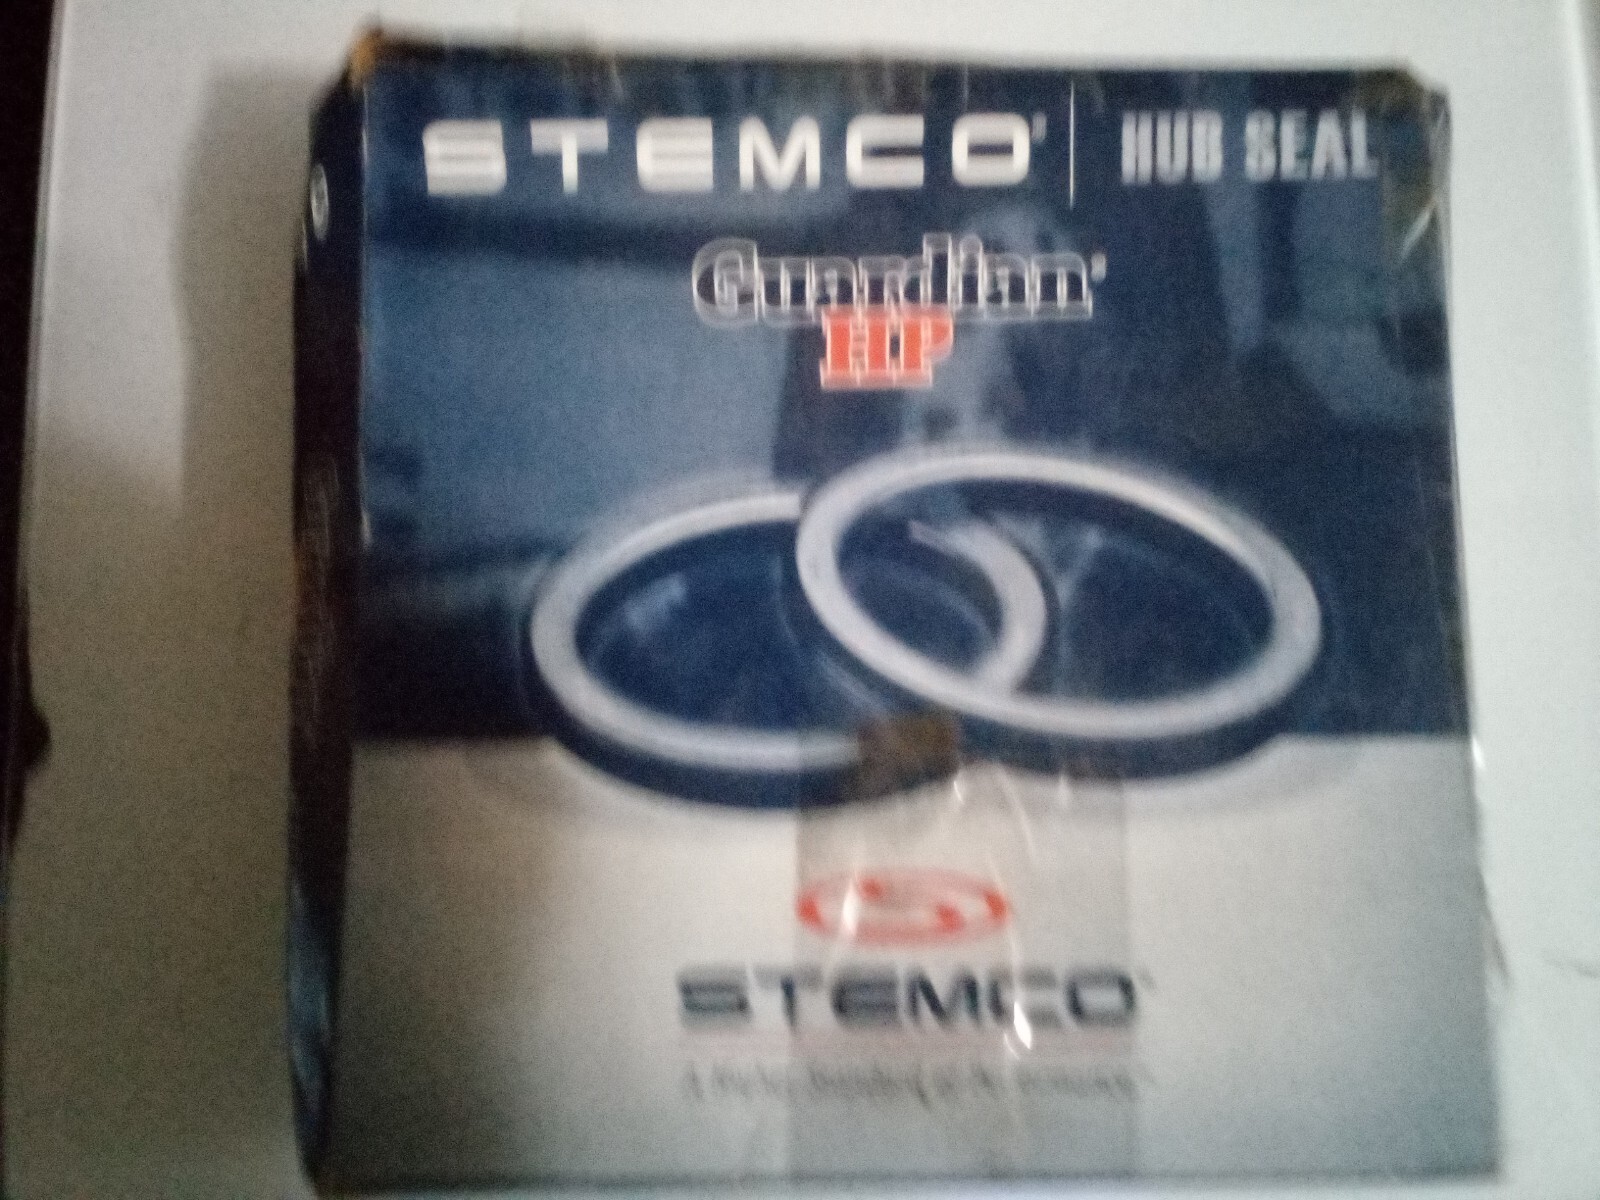 STEMCO® | HUB SEAL
Guardian®
HP
STEMCO®